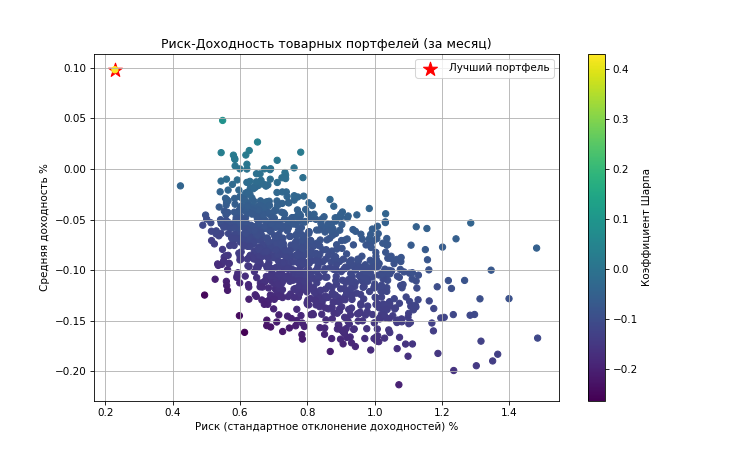 Риск-Доходность товарных портфелей (за месяц)
Лучший портфель
Средняя доходность %
0.10
0.05
0.00
−0.05
−0.10
−0.15
−0.20
0.2 0.4 0.6 0.8 1.0 1.2 1.4
Риск (стандартное отклонение доходностей) %
0.4
0.3
0.2
0.1
0.0
−0.1
−0.2
Коэффициент Шарпа